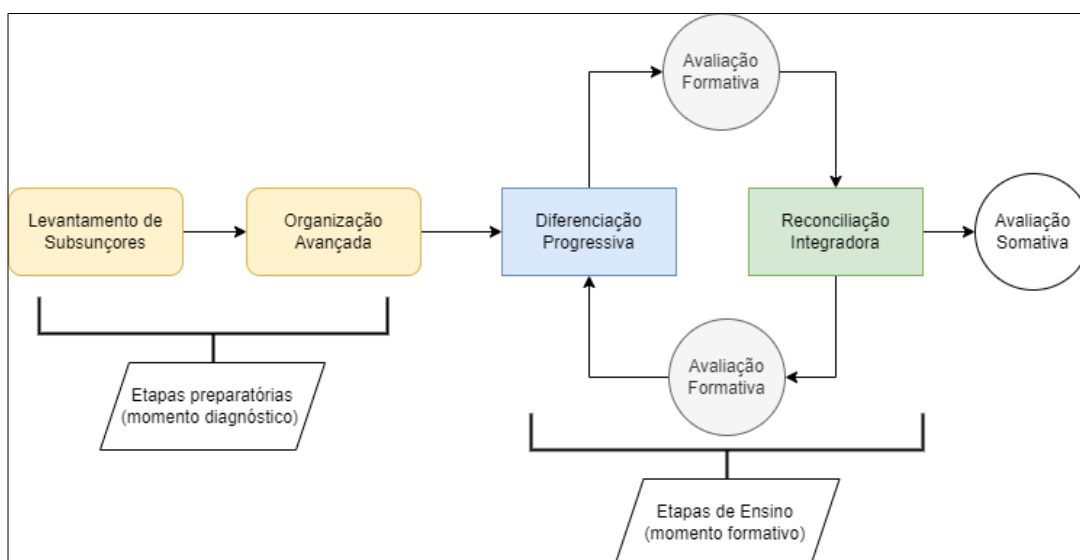 Avaliação
Formativa
Levantamento de
Subsunçores
Organização
Avançada
Diferenciação
Progressiva
Reconciliação
Integradora
Avaliação
Somativa
Avaliação
Formativa
Etapas preparatórias
(momento diagnóstico)
Etapas de Ensino
(momento formativo)